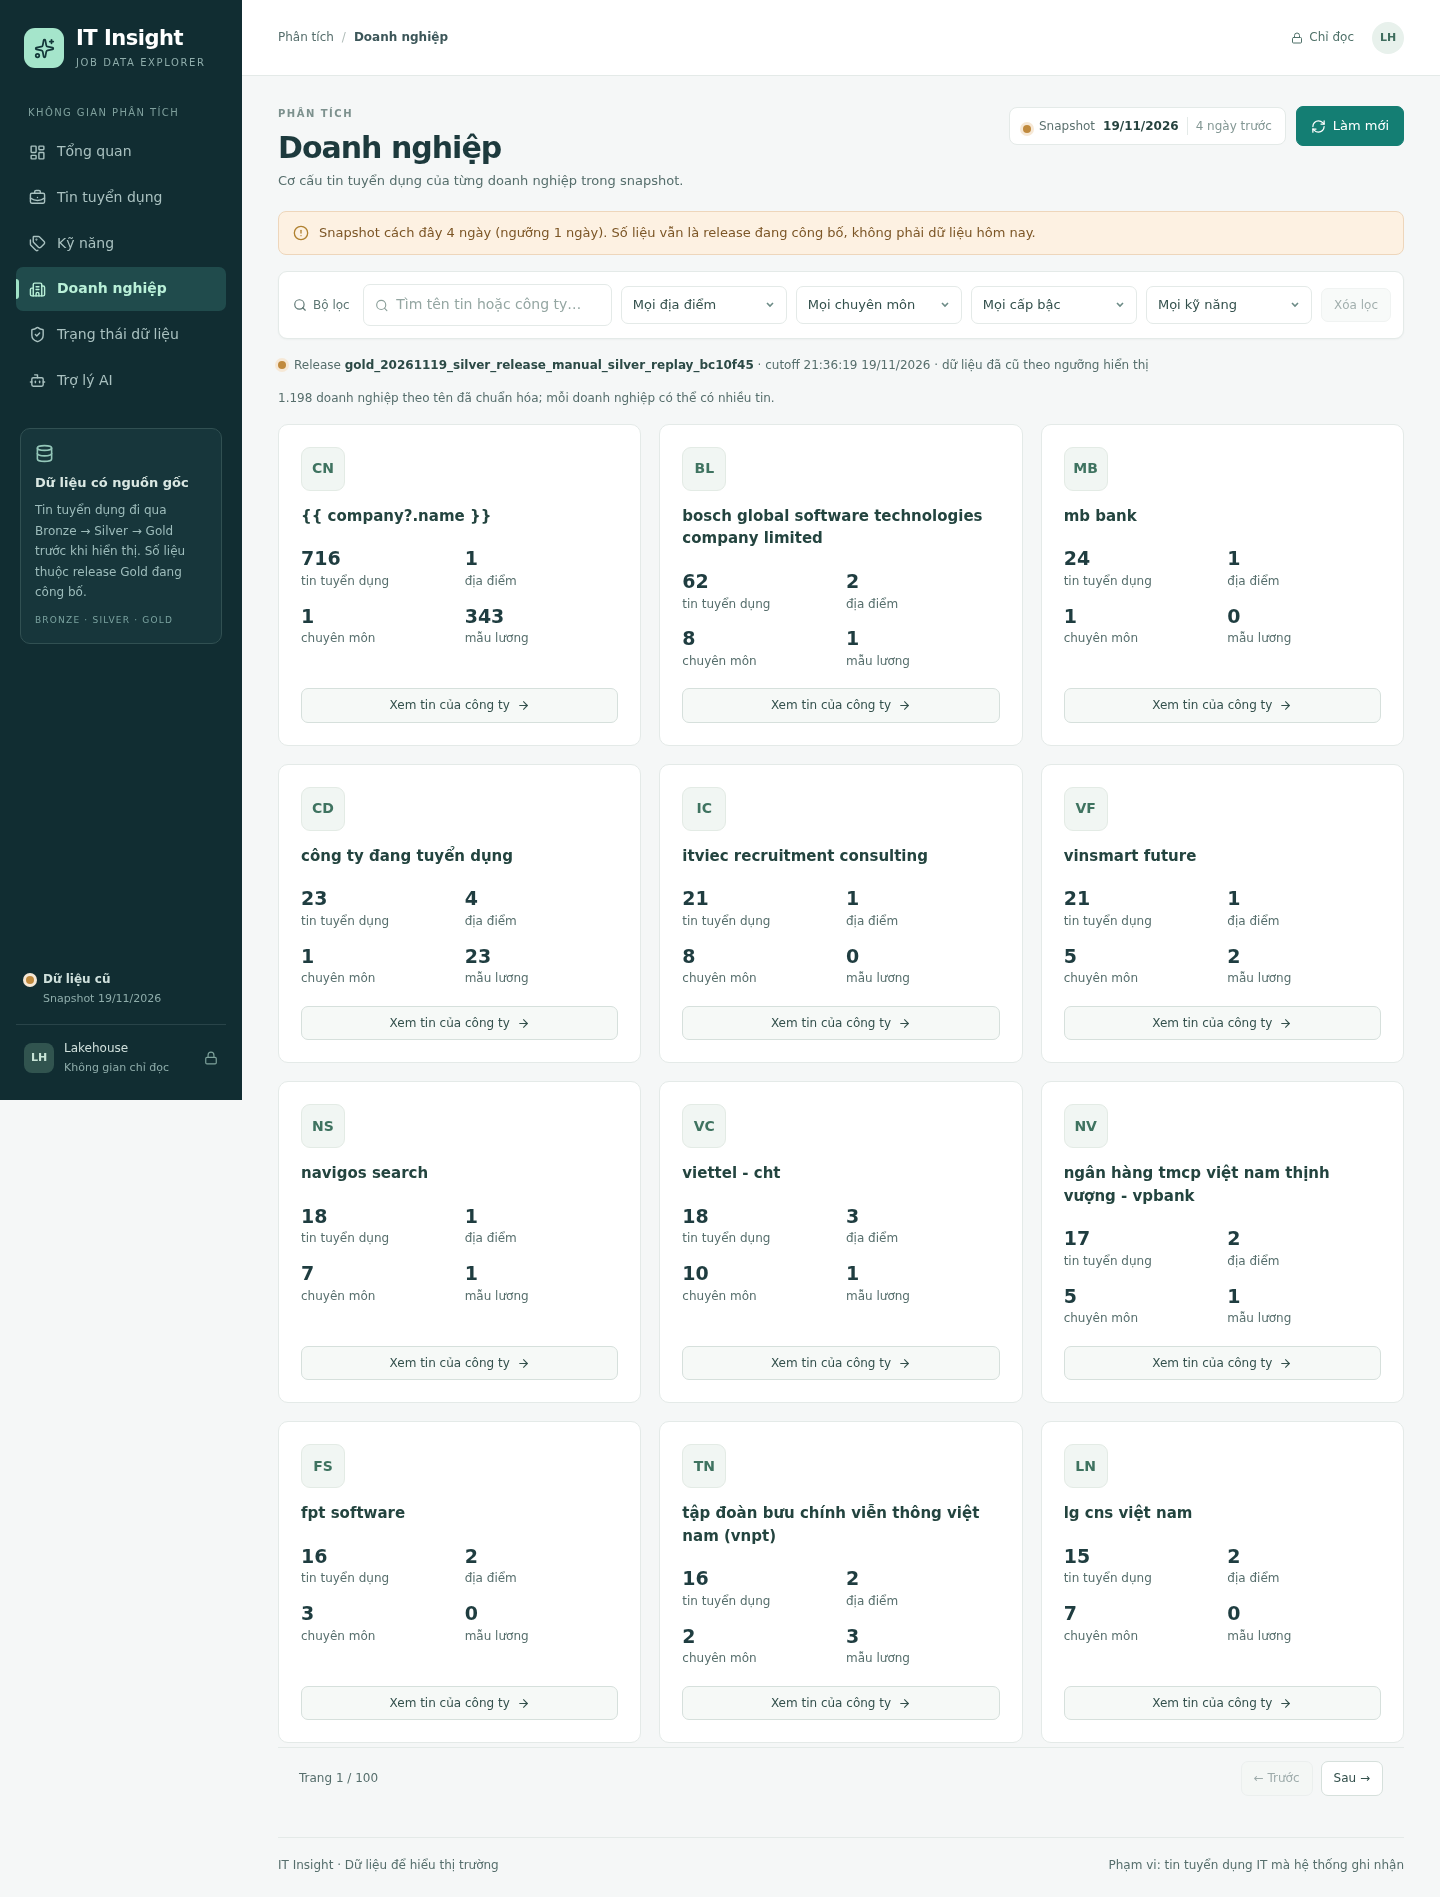 IT Insight
JOB DATA EXPLORER
KHÔNG GIAN PHÂN TÍCH
Tổng quan
Tin tuyển dụng
Kỹ năng
Doanh nghiệp
Trạng thái dữ liệu
Trợ lý AI
Dữ liệu có nguồn gốc
Tin tuyển dụng đi qua
Bronze → Silver → Gold
trước khi hiển thị. Số liệu
thuộc release Gold đang
công bố.
BRONZE · SILVER · GOLD
Dữ liệu cũ
Snapshot 19/11/2026
LH
Lakehouse
Không gian chỉ đọc
Phân tích / Doanh nghiệp
Chỉ đọc
LH
PHÂN TÍCH
Doanh nghiệp
Cơ cấu tin tuyển dụng của từng doanh nghiệp trong snapshot.
Snapshot 19/11/2026 4 ngày trước
Làm mới
Snapshot cách đây 4 ngày (ngưỡng 1 ngày). Số liệu vẫn là release đang công bố, không phải dữ liệu hôm nay.
Bộ lọc
Tìm tên tin hoặc công ty...
Mọi địa điểm
Mọi chuyên môn
Mọi cấp bậc
Mọi kỹ năng
Xóa lọc
Release gold_20261119_silver_release_manual_silver_replay_bc10f45 · cutoff 21:36:19 19/11/2026 · dữ liệu đã cũ theo ngưỡng hiển thị
1.198 doanh nghiệp theo tên đã chuẩn hóa; mỗi doanh nghiệp có thể có nhiều tin.
CN
{{ company?.name }}
716 1
tin tuyển dụng địa điểm
1 343
chuyên môn mẫu lương
Xem tin của công ty →
BL
bosch global software technologies
company limited
62 2
tin tuyển dụng địa điểm
8 1
chuyên môn mẫu lương
Xem tin của công ty →
MB
mb bank
24 1
tin tuyển dụng địa điểm
1 0
chuyên môn mẫu lương
Xem tin của công ty →
CD
công ty đang tuyển dụng
23 4
tin tuyển dụng địa điểm
1 23
chuyên môn mẫu lương
Xem tin của công ty →
IC
itviec recruitment consulting
21 1
tin tuyển dụng địa điểm
8 0
chuyên môn mẫu lương
Xem tin của công ty →
VF
vinsmart future
21 1
tin tuyển dụng địa điểm
5 2
chuyên môn mẫu lương
Xem tin của công ty →
NS
navigos search
18 1
tin tuyển dụng địa điểm
7 1
chuyên môn mẫu lương
Xem tin của công ty →
VC
viettel - cht
18 3
tin tuyển dụng địa điểm
10 1
chuyên môn mẫu lương
Xem tin của công ty →
NV
ngân hàng tmcp việt nam thịnh
vượng - vpbank
17 2
tin tuyển dụng địa điểm
5 1
chuyên môn mẫu lương
Xem tin của công ty →
FS
fpt software
16 2
tin tuyển dụng địa điểm
3 0
chuyên môn mẫu lương
Xem tin của công ty →
TN
tập đoàn bưu chính viễn thông việt
nam (vnpt)
16 2
tin tuyển dụng địa điểm
2 3
chuyên môn mẫu lương
Xem tin của công ty →
LN
lg cns việt nam
15 2
tin tuyển dụng địa điểm
7 0
chuyên môn mẫu lương
Xem tin của công ty →
Trang 1 / 100
← Trước
Sau →
IT Insight · Dữ liệu để hiểu thị trường
Phạm vi: tin tuyển dụng IT mà hệ thống ghi nhận